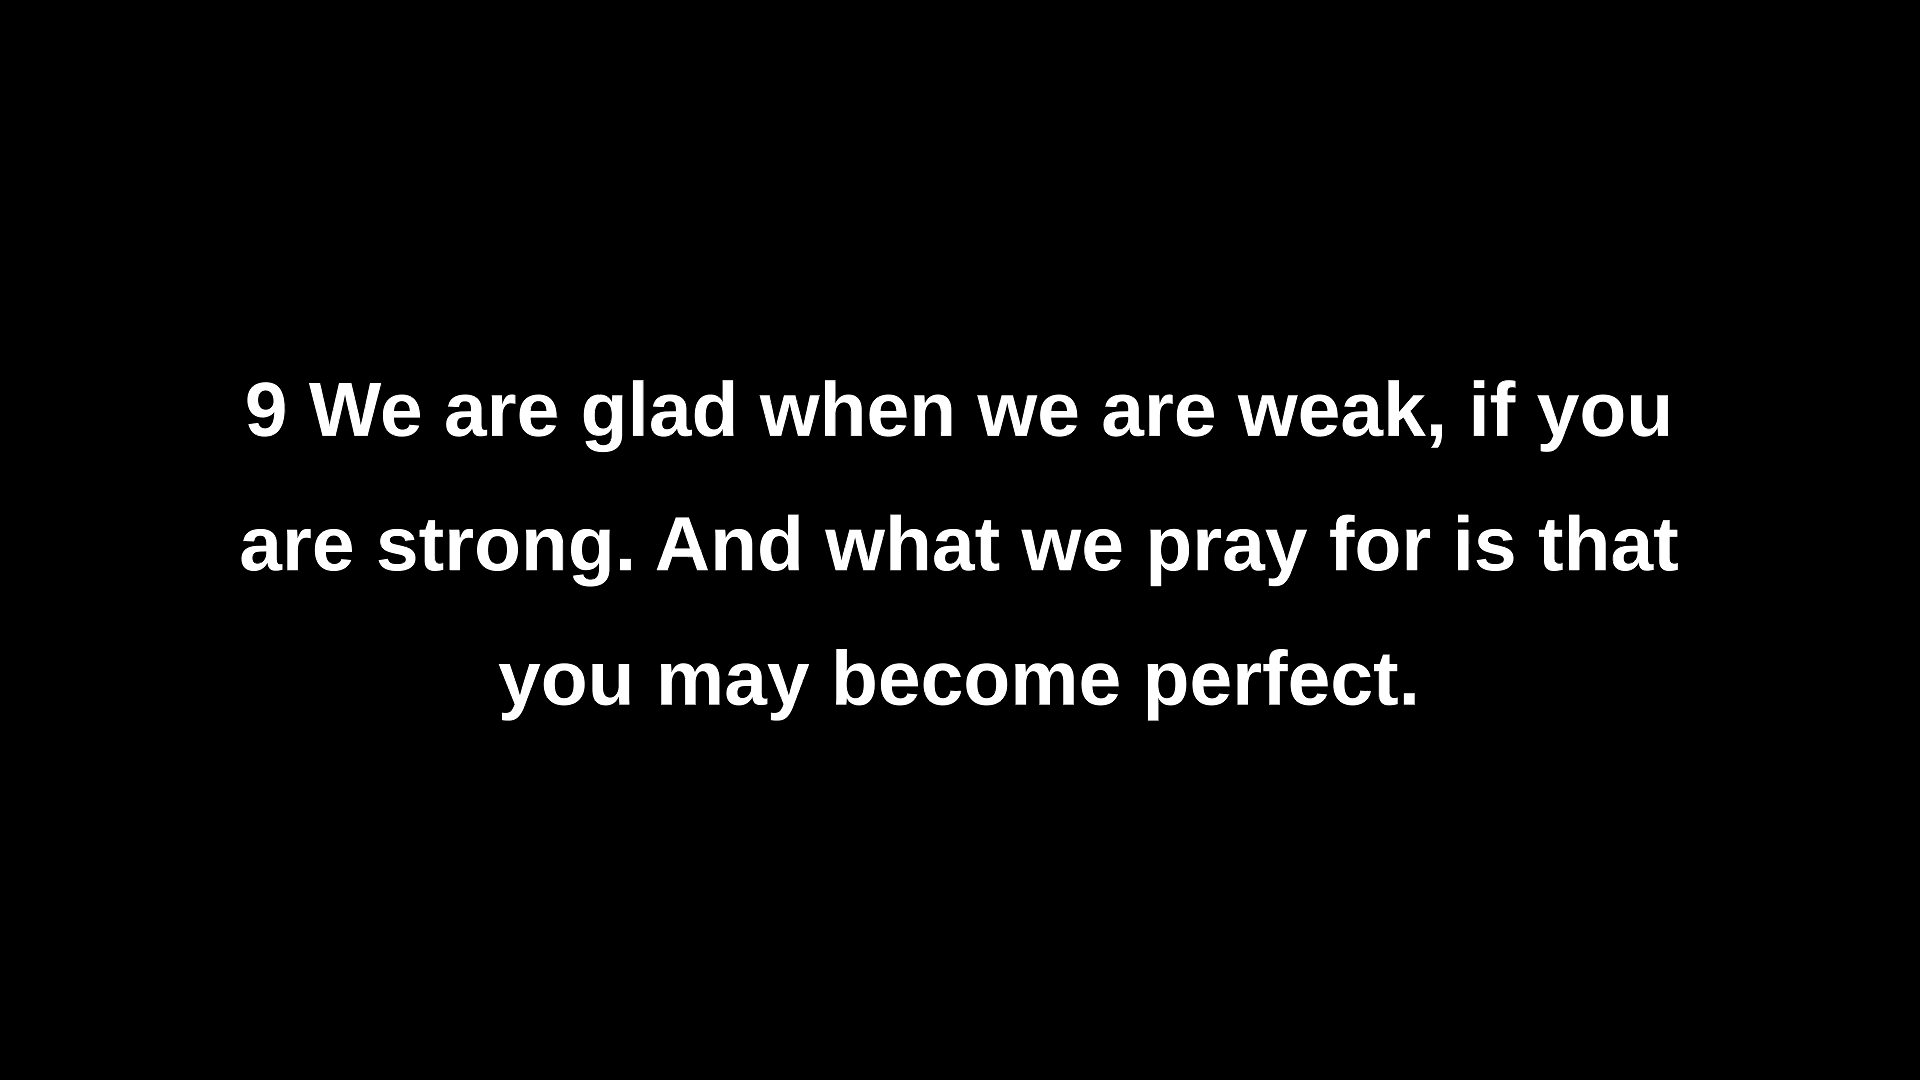 9 We are glad when we are weak, if you
are strong. And what we pray for is that
you may become perfect.